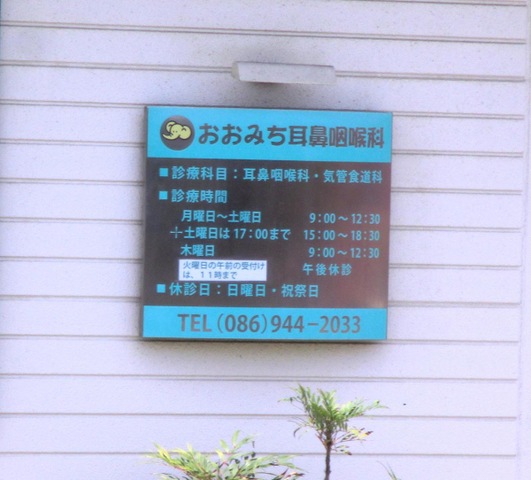 おおみち耳鼻咽喉科
■診療科目：耳鼻咽喉科・気管食道科
■診療時間
月曜日～土曜日 9：00～12：30
土曜日は17：00まで 15：00～18：30
木曜日 9：00～12：30
火曜日の午前の受付け 午後休診
は、11時まで
■休診日：日曜日・祝祭日
TEL（086）944－2033